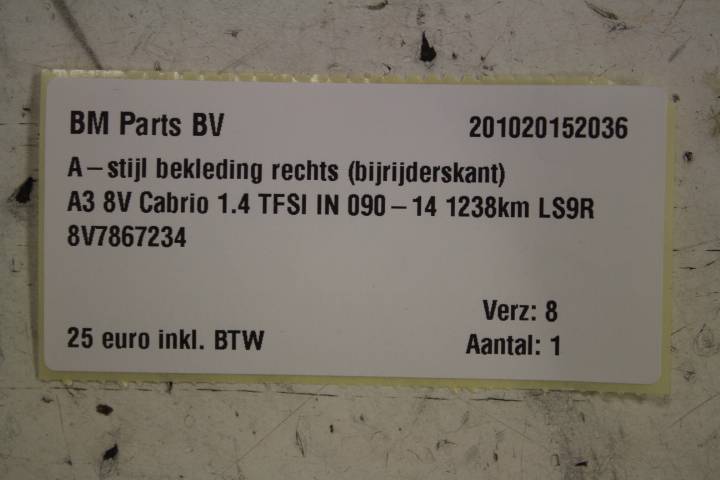 BM Parts BV 201020152036
A-stijl bekleding rechts (bijrijderskant)
A3 8V Cabrio 1.4 TFSI IN 090-14 1238km LS9R
8V7867234
Verz: 8
25 euro inkl. BTW Aantal: 1